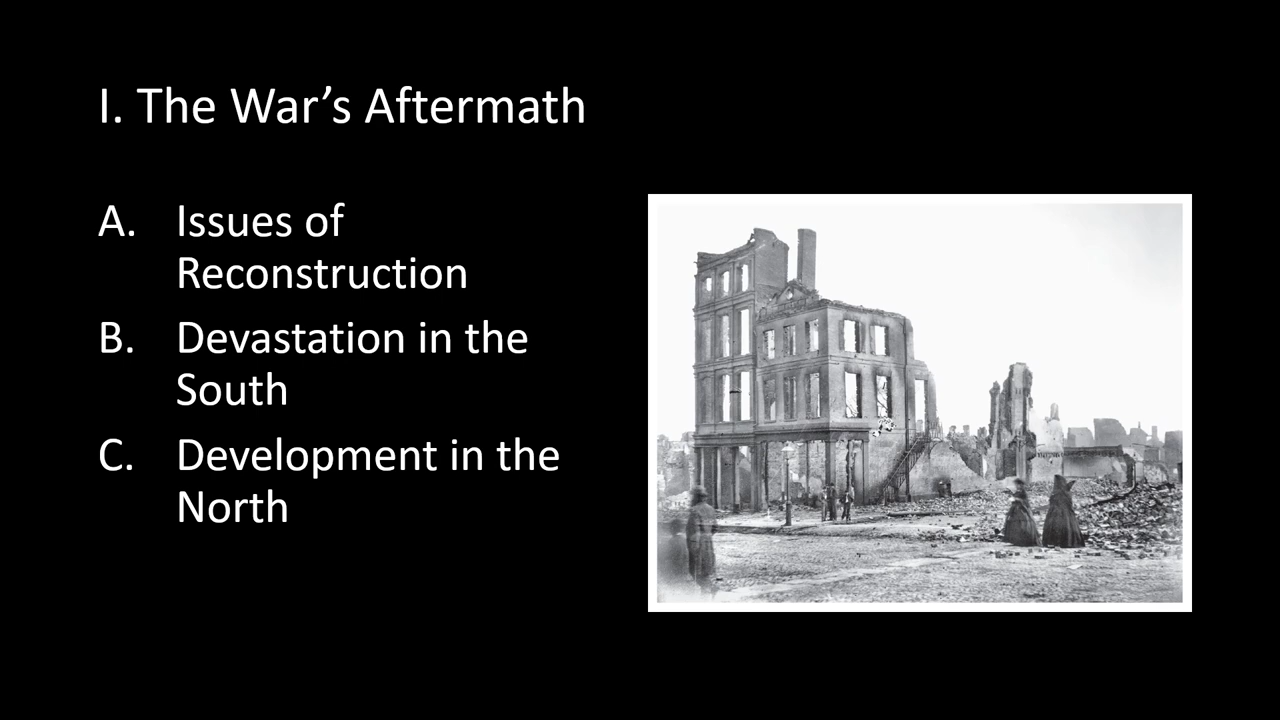 I. The War’s Aftermath
A. Issues of
Reconstruction
B. Devastation in the
South
C. Development in the
North